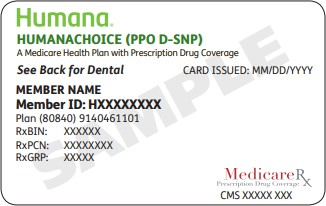 Humana
HUMANACHOICE (PPO D-SNP)
A Medicare Health Plan with Prescription Drug Coverage
See Back for Dental CARD ISSUED: MM/DD/YYYY
MEMBER NAME
Member ID: HXXXXXXXX
Plan (80840) 9140461101
RxBIN: XXXXXX
RxPCN: XXXXXXXX
RxGRP: XXXXX
SAMPLE
MedicareRx
Prescription Drug Coverage
CMS XXXXX XXX